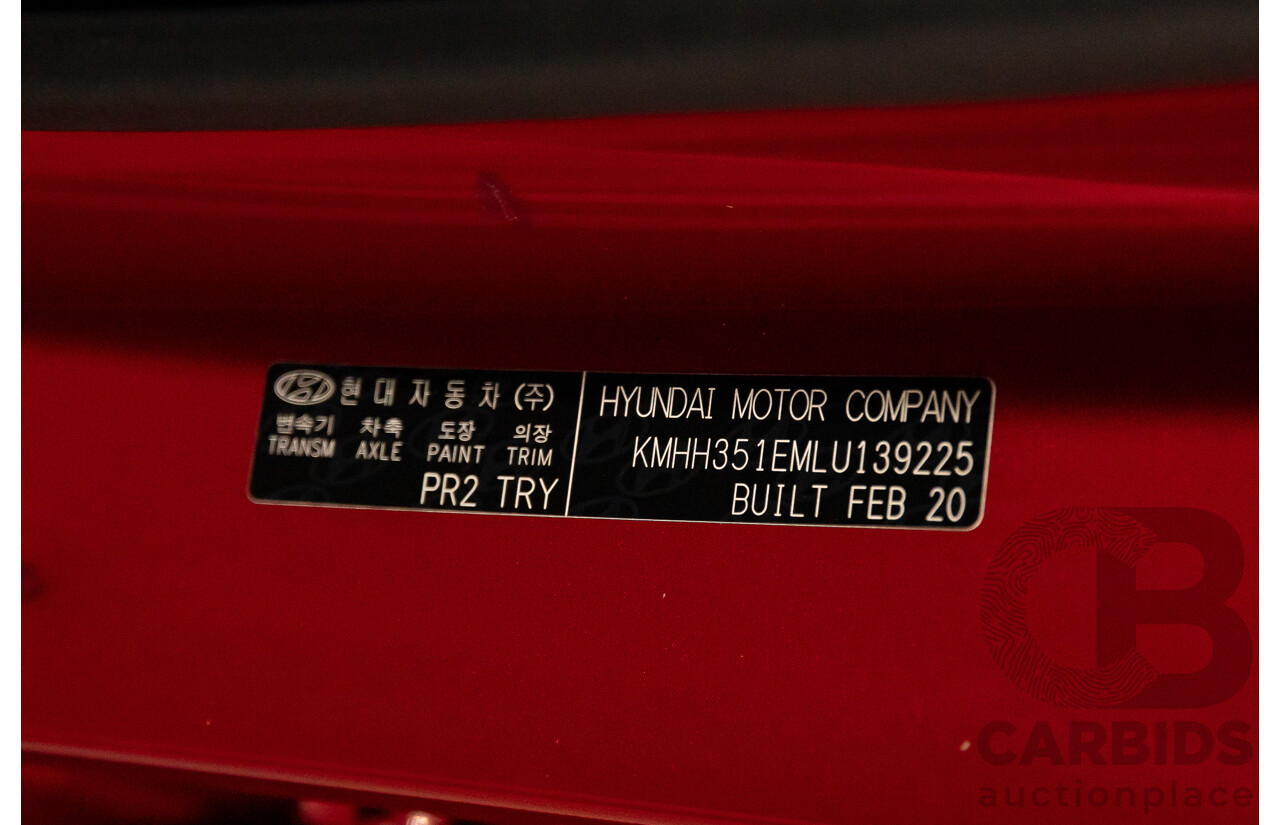 현대자동차(주)
변속기 차축 도장 의장
TRANSM AXLE PAINT TRIM
PR2 TRY
HYUNDAI MOTOR COMPANY
KMHH351EMLU139225
BUILT FEB 20
CB
CARBIDS
auctionplace